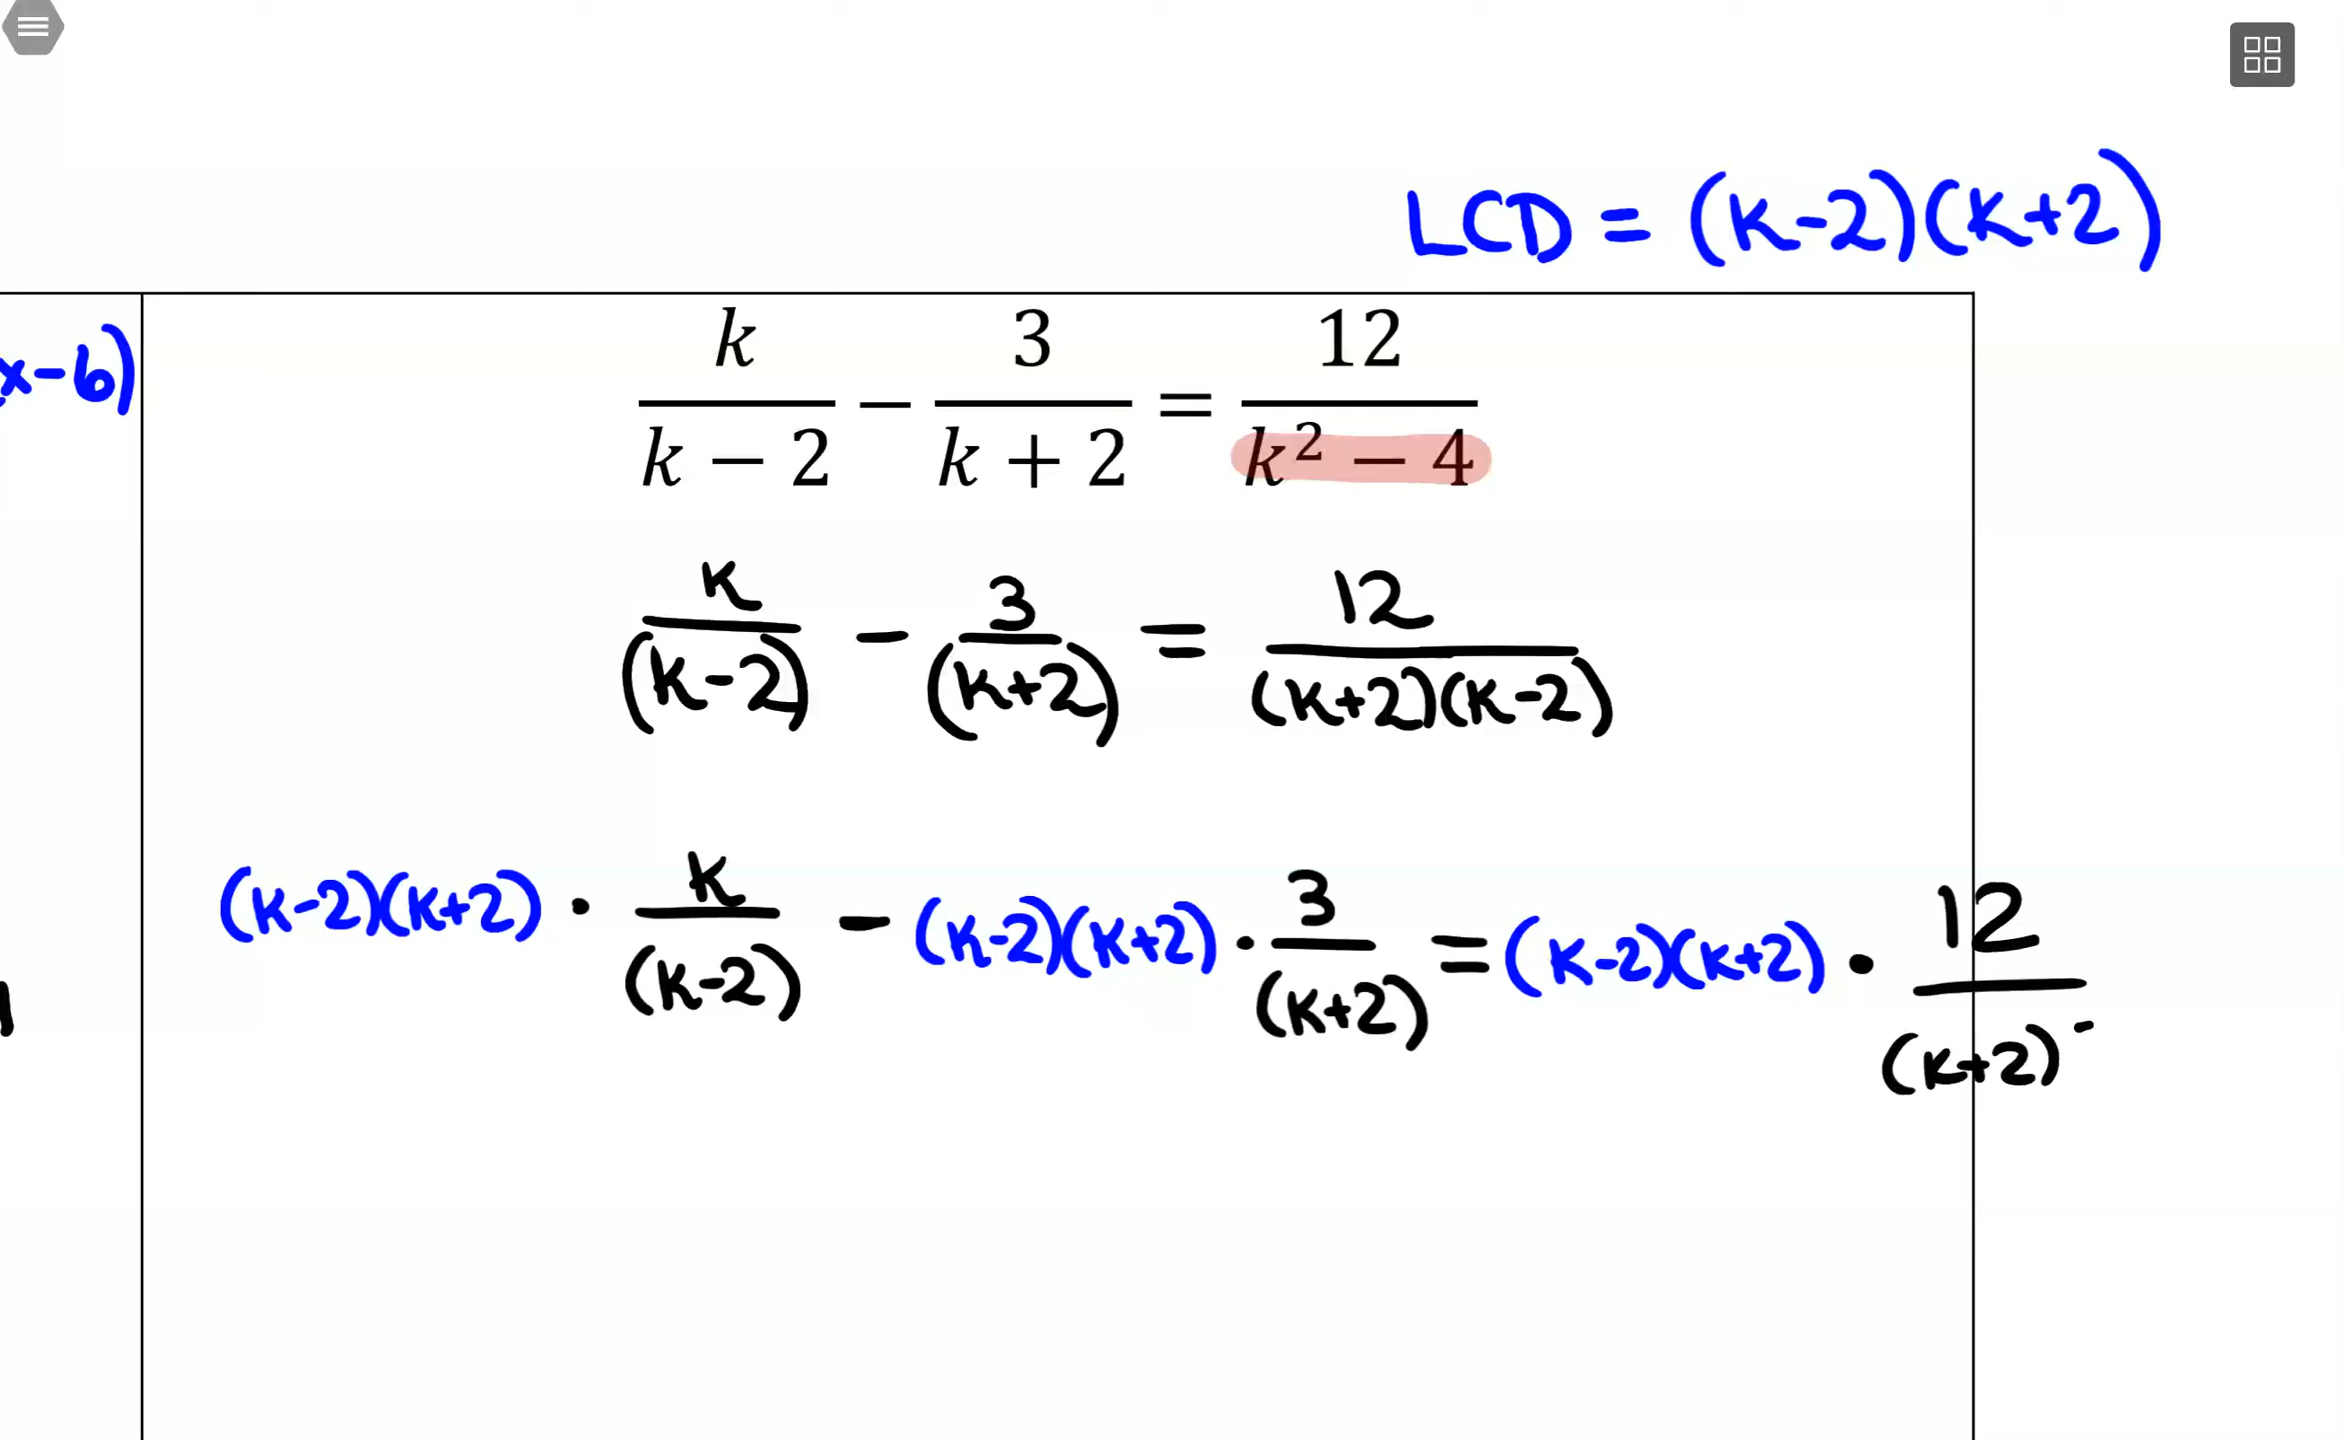 LCD = (k-2)(k+2)
x-6)
k/(k - 2) - 3/(k + 2) = 12/(k² - 4)
k/(k-2) - 3/(k+2) = 12/((k+2)(k-2))
(k-2)(k+2) · k/(k-2) - (k-2)(k+2) · 3/(k+2) = (k-2)(k+2) · 12/(k+2)